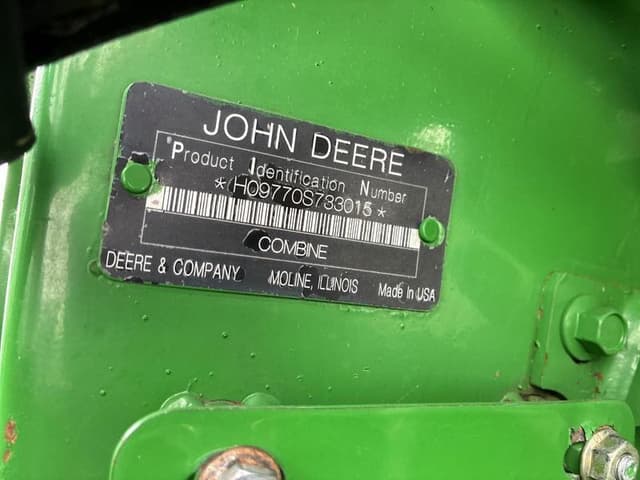 JOHN DEERE
Product Identification Number
*H09770S733015*
COMBINE
DEERE & COMPANY MOLINE, ILLINOIS Made in USA